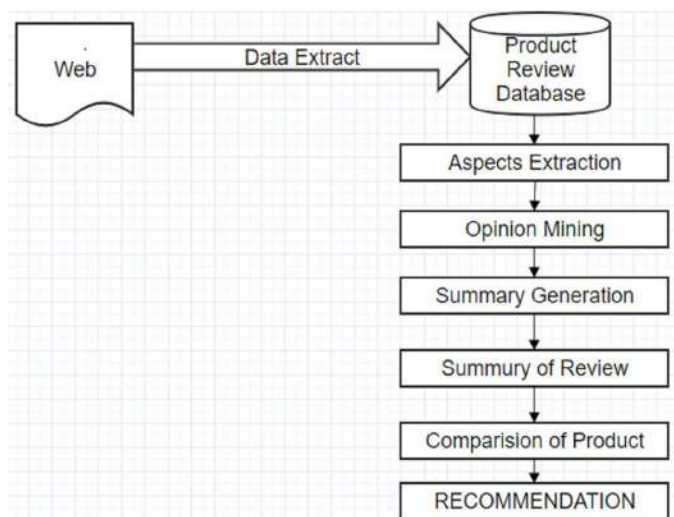 Web
Data Extract
Product
Review
Database
Aspects Extraction
Opinion Mining
Summary Generation
Summury of Review
Comparision of Product
RECOMMENDATION